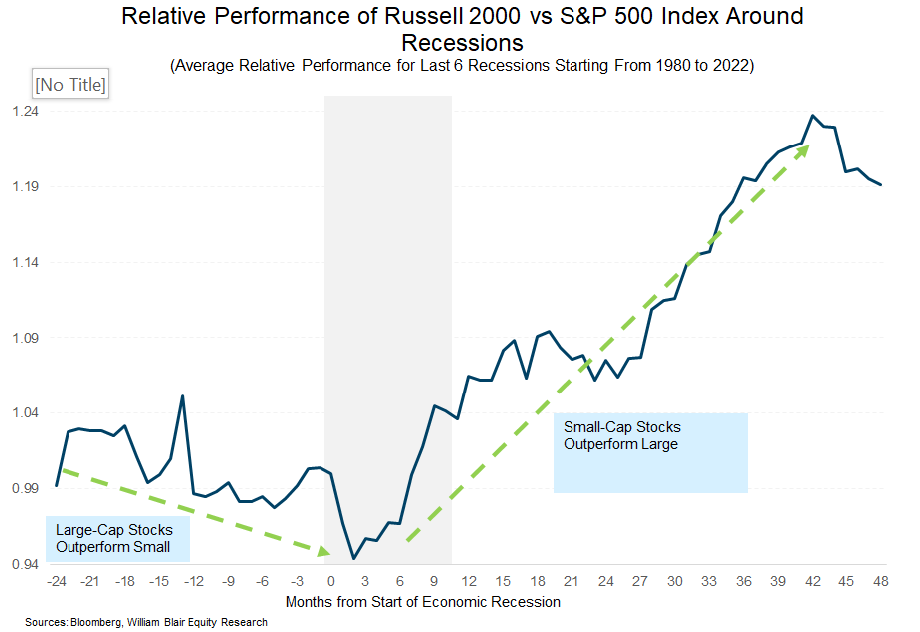 Relative Performance of Russell 2000 vs S&P 500 Index Around
Recessions
(Average Relative Performance for Last 6 Recessions Starting From 1980 to 2022)
[No Title]
1.24
1.19
1.14
1.09
1.04
0.99
0.94
Small-Cap Stocks
Outperform Large
Large-Cap Stocks
Outperform Small
-24 -21 -18 -15 -12 -9 -6 -3 0 3 6 9 12 15 18 21 24 27 30 33 36 39 42 45 48
Months from Start of Economic Recession
Sources: Bloomberg, William Blair Equity Research